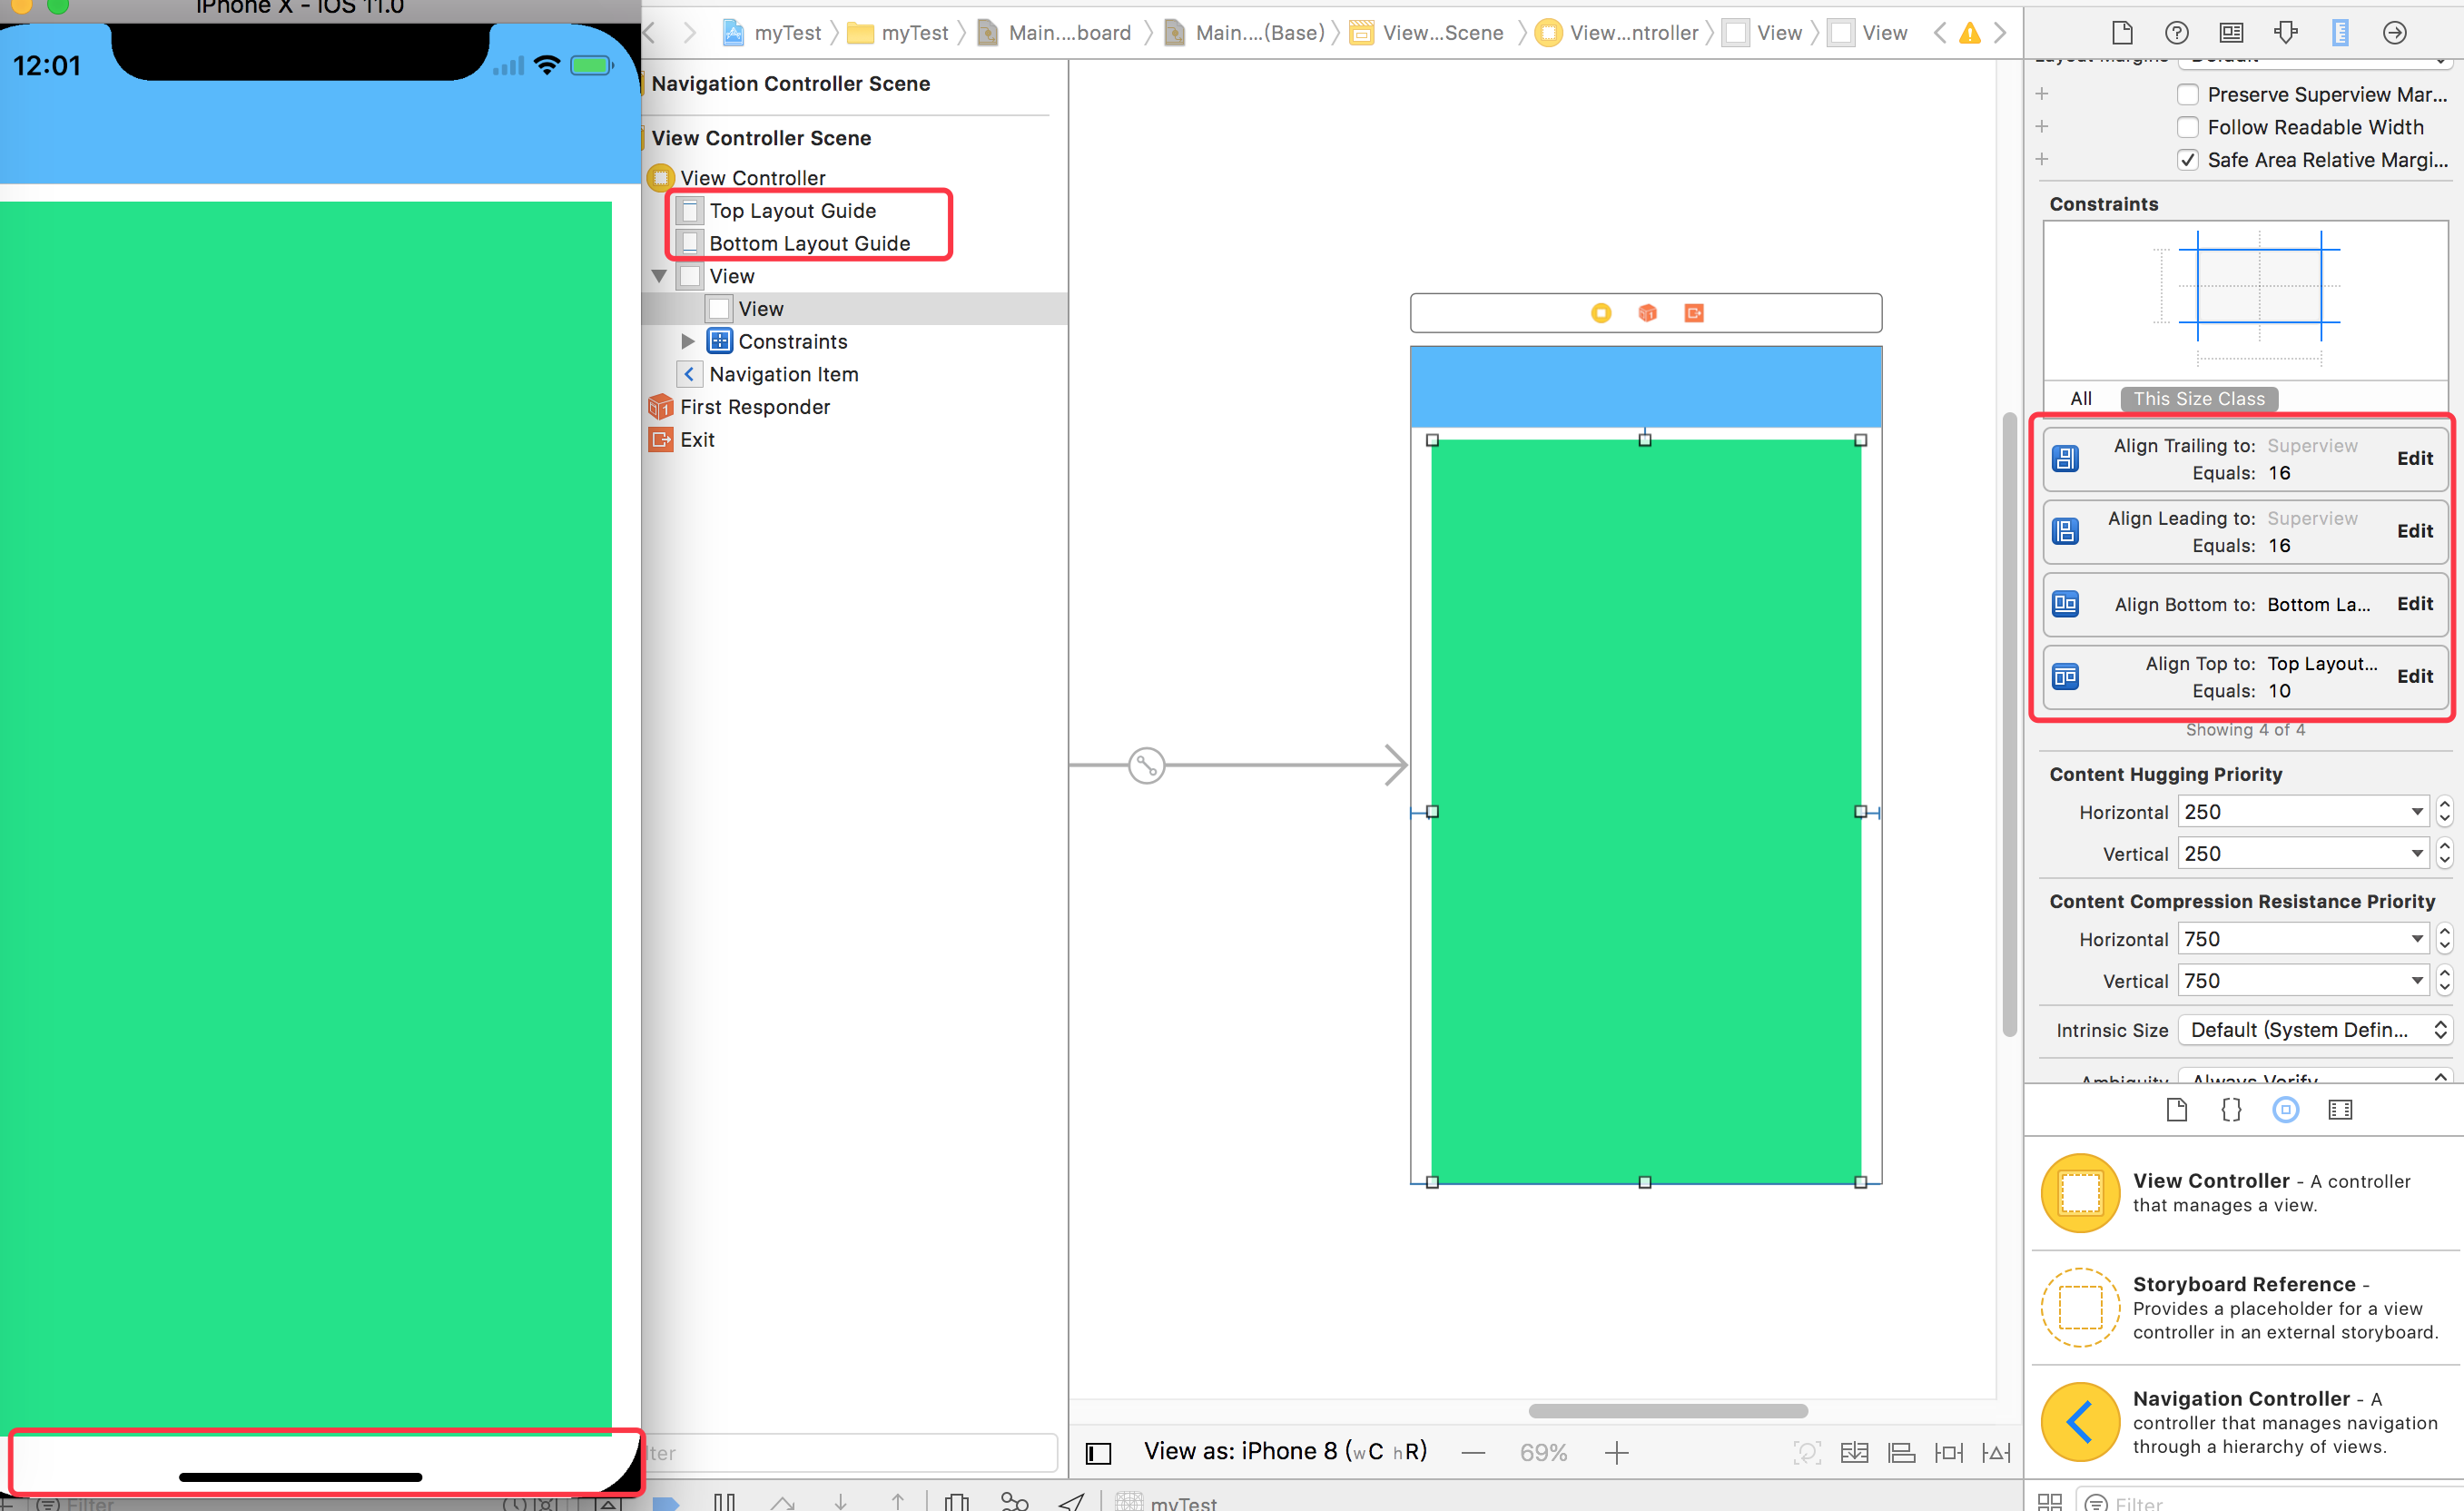 iPhone X - iOS 11.0
12:01
myTest
myTest
Main....board
Main....(Base)
View...Scene
View...ntroller
View
View
Navigation Controller Scene
View Controller Scene
View Controller
Top Layout Guide
Bottom Layout Guide
View
View
Constraints
Navigation Item
First Responder
Exit
View as: iPhone 8 (wC hR)
69%
myTest
Filter
Layout Margins Default
Preserve Superview Mar...
Follow Readable Width
Safe Area Relative Margi...
Constraints
All
This Size Class
Align Trailing to: Superview
Equals: 16
Edit
Align Leading to: Superview
Equals: 16
Edit
Align Bottom to: Bottom La...
Edit
Align Top to: Top Layout...
Equals: 10
Edit
Showing 4 of 4
Content Hugging Priority
Horizontal 250
Vertical 250
Content Compression Resistance Priority
Horizontal 750
Vertical 750
Intrinsic Size Default (System Defin...
Ambiguity Always Verify
View Controller - A controller
that manages a view.
Storyboard Reference -
Provides a placeholder for a view
controller in an external storyboard.
Navigation Controller - A
controller that manages navigation
through a hierarchy of views.
Filter